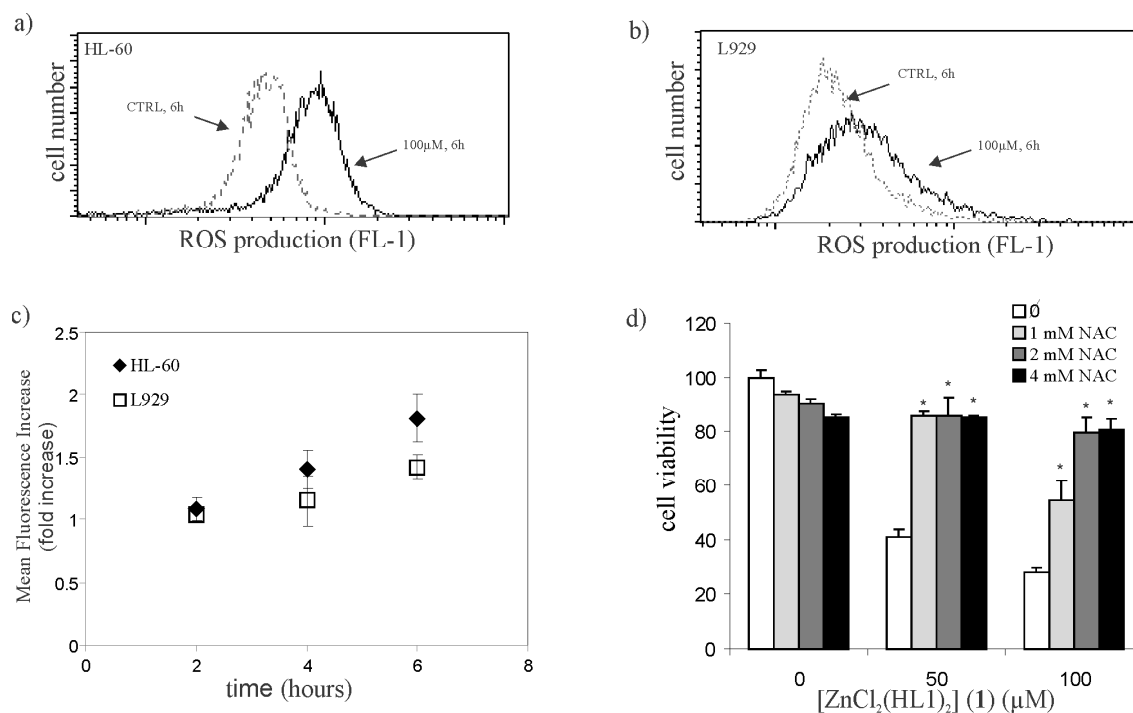 a)
HL-60
CTRL, 6h
100µM, 6h
cell number
ROS production (FL-1)
b)
L929
CTRL, 6h
100µM, 6h
cell number
ROS production (FL-1)
c)
2.5
2
1.5
1
0.5
0
HL-60
L929
Mean Fluorescence Increase
(fold increase)
0 2 4 6 8
time (hours)
d)
120
100
80
60
40
20
0
Ø
1 mM NAC
2 mM NAC
4 mM NAC
* * * * * *
cell viability
0 50 100
[ZnCl₂(HL1)₂] (1) (µM)